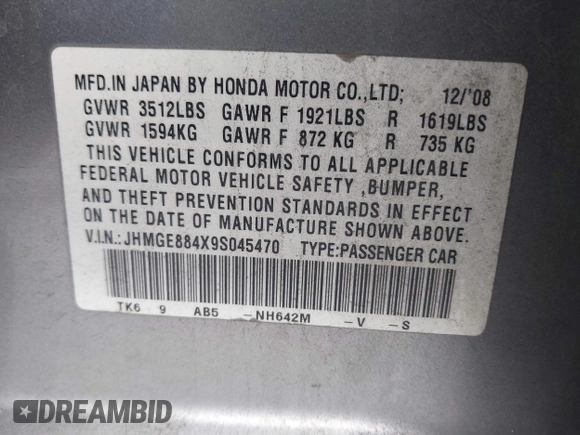 MFD.IN JAPAN BY HONDA MOTOR CO.,LTD; 12/'08
GVWR 3512LBS GAWR F 1921LBS R 1619LBS
GVWR 1594KG GAWR F 872 KG R 735 KG
THIS VEHICLE CONFORMS TO ALL APPLICABLE
FEDERAL MOTOR VEHICLE SAFETY ,BUMPER,
AND THEFT PREVENTION STANDARDS IN EFFECT
ON THE DATE OF MANUFACTURE SHOWN ABOVE.
V.I.N.:JHMGE884X9S045470 TYPE:PASSENGER CAR
TK6 9 AB5 -NH642M -V -S
DREAMBID